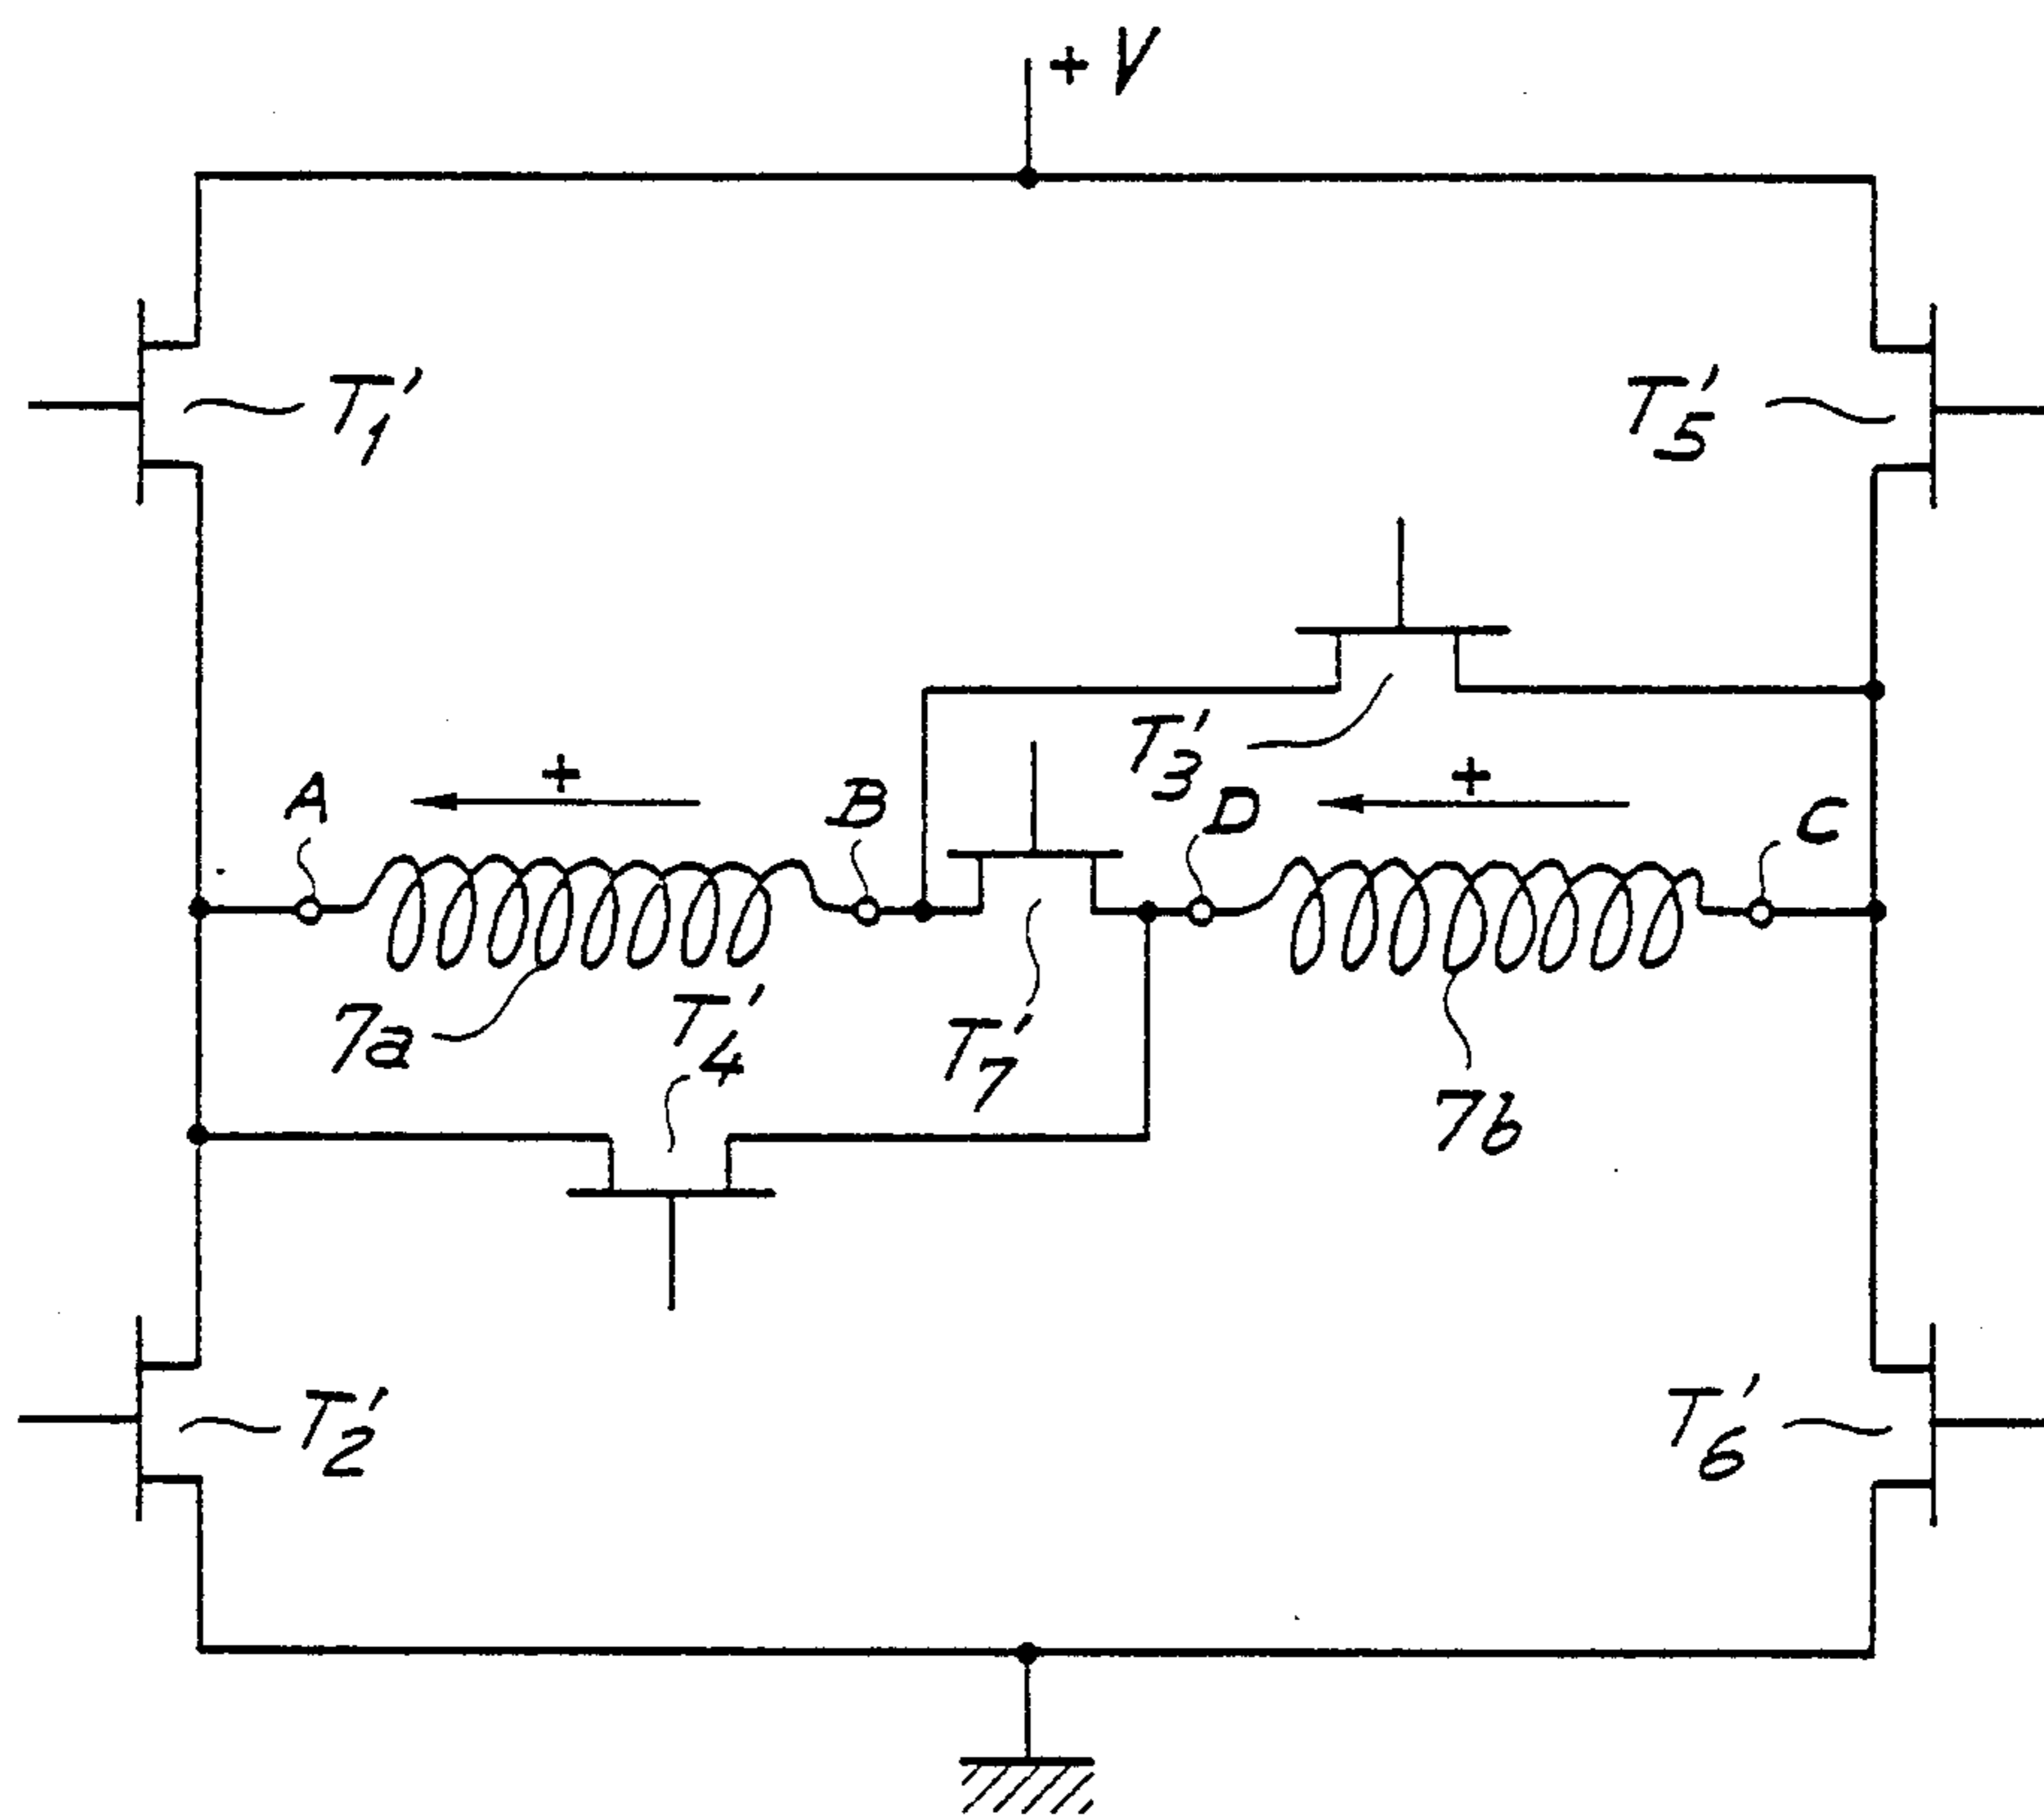 + V
T₁'
T₅'
T₃'
+
+
A
B
D
C
7a
T₄'
T₇'
7b
T₂'
T₆'